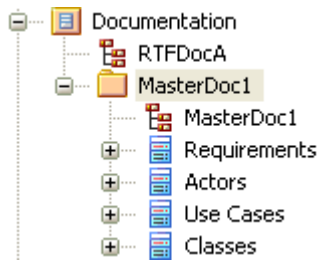 Documentation
RTFDocA
MasterDoc1
MasterDoc1
Requirements
Actors
Use Cases
Classes